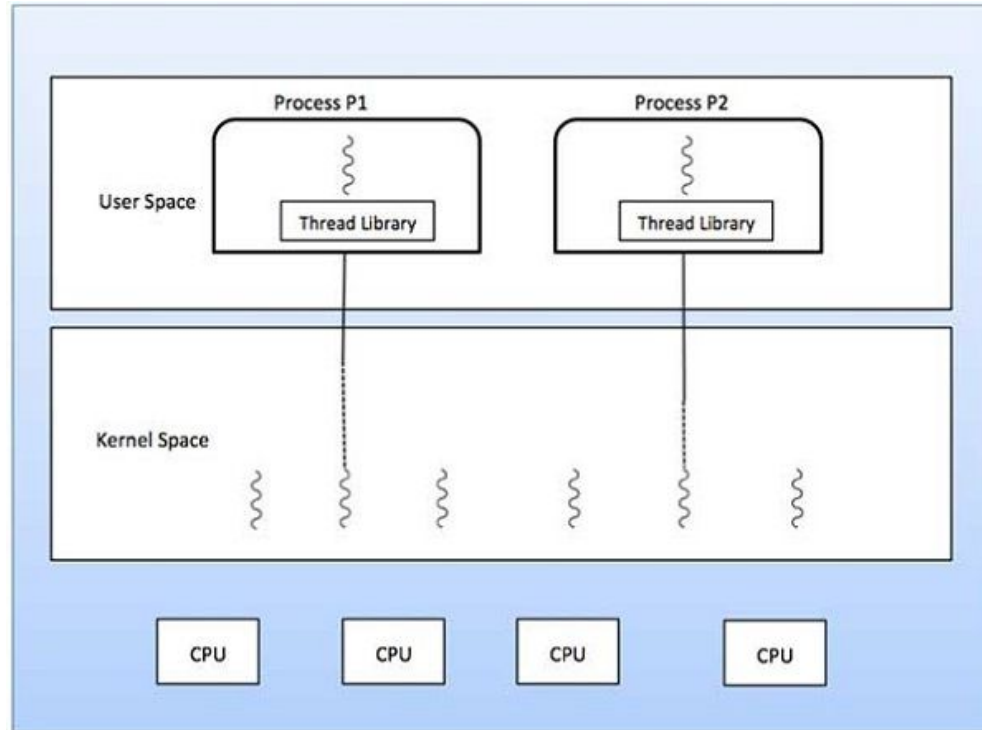 Process P1
Process P2
User Space
Thread Library
Thread Library
Kernel Space
CPU
CPU
CPU
CPU